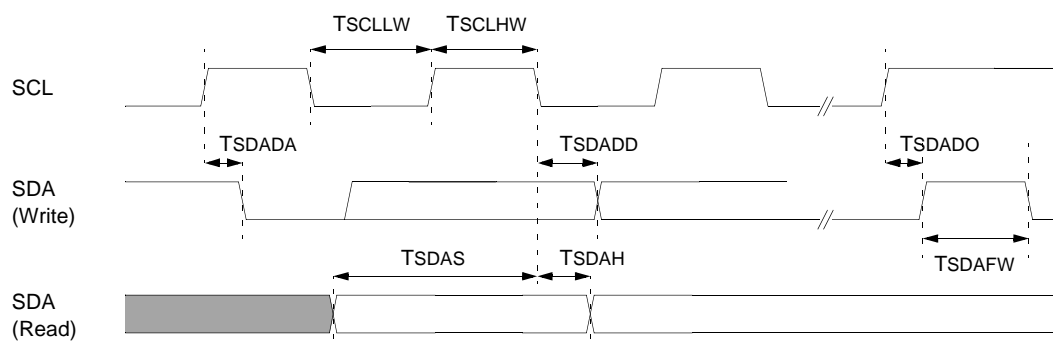 TSCLLW TSCLHW
SCL
TSDADA TSDADD TSDADO
SDA
(Write)
TSDAS TSDAH TSDAFW
SDA
(Read)